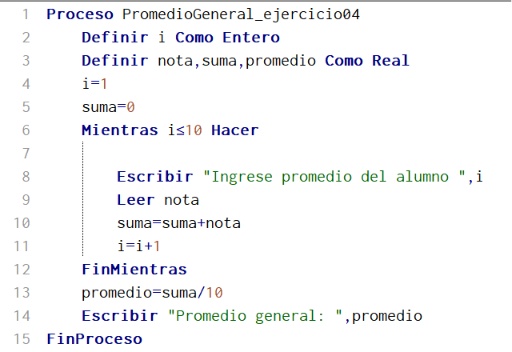 1 Proceso PromedioGeneral_ejercicio04
2 Definir i Como Entero
3 Definir nota,suma,promedio Como Real
4 i=1
5 suma=0
6 Mientras i≤10 Hacer
7
8 Escribir "Ingrese promedio del alumno ",i
9 Leer nota
10 suma=suma+nota
11 i=i+1
12 FinMientras
13 promedio=suma/10
14 Escribir "Promedio general: ",promedio
15 FinProceso